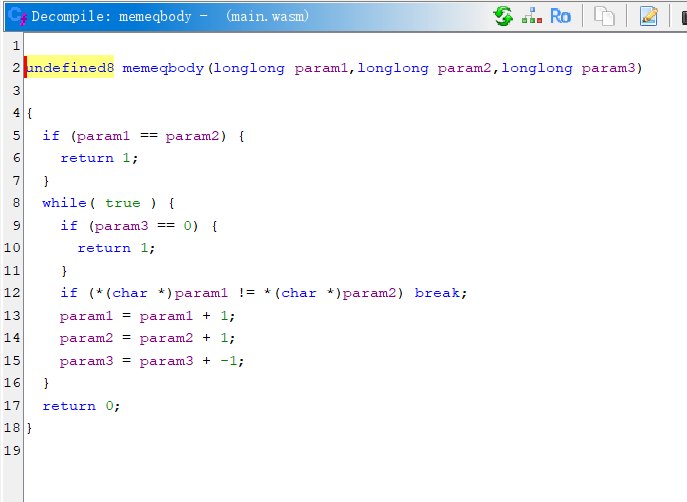 Decompile: memeqbody - (main.wasm)
Ro
1
2 undefined8 memeqbody(longlong param1,longlong param2,longlong param3)
3
4 {
5 if (param1 == param2) {
6 return 1;
7 }
8 while( true ) {
9 if (param3 == 0) {
10 return 1;
11 }
12 if (*(char *)param1 != *(char *)param2) break;
13 param1 = param1 + 1;
14 param2 = param2 + 1;
15 param3 = param3 + -1;
16 }
17 return 0;
18 }
19